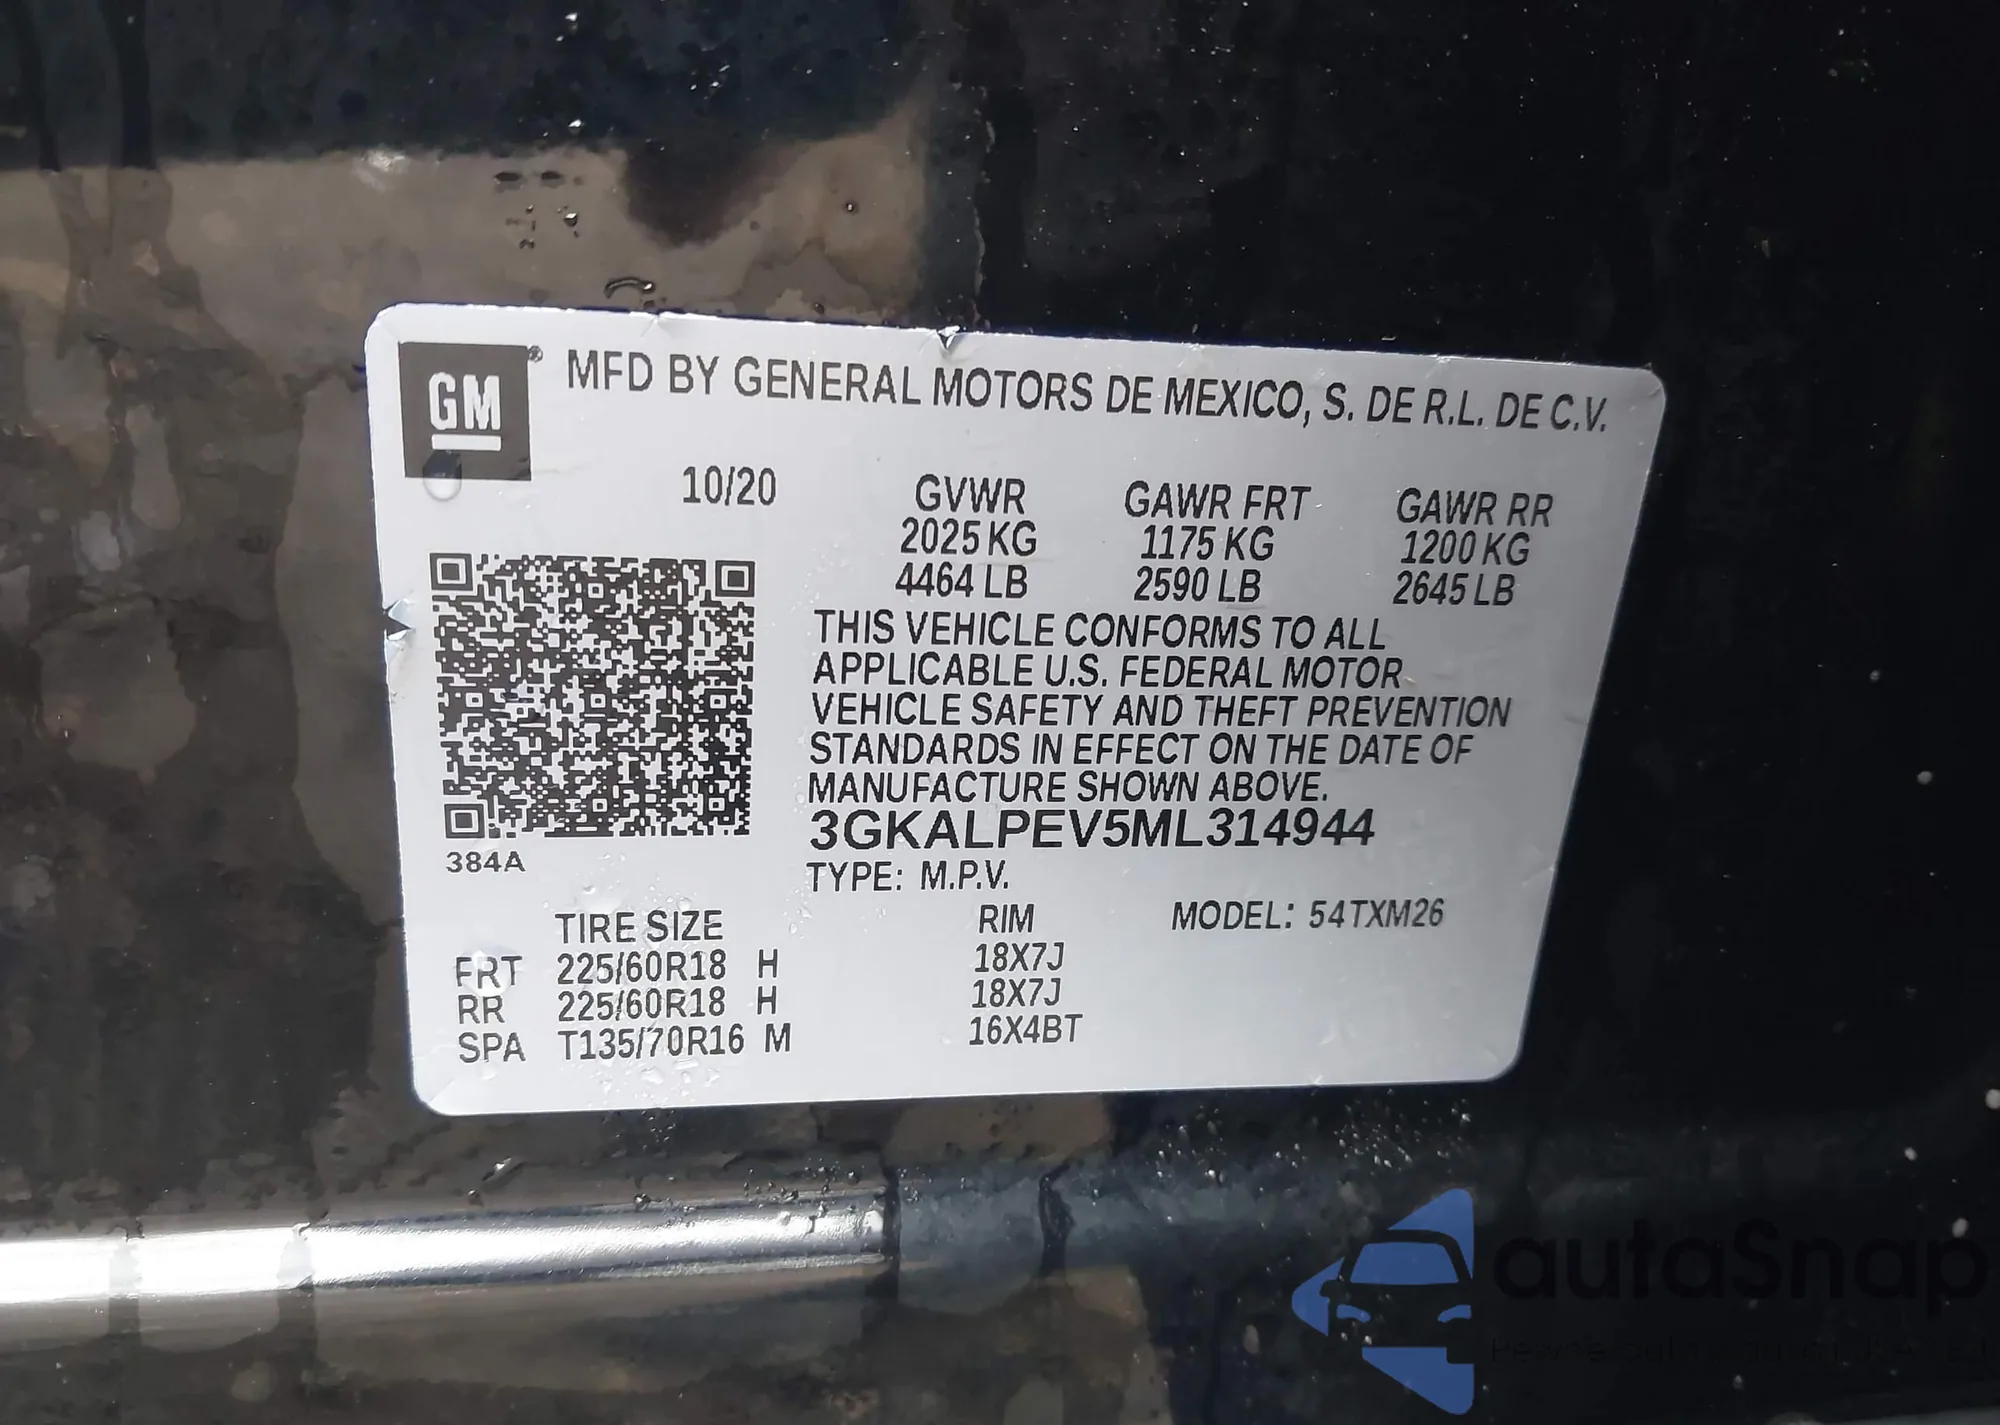 GM ® MFD BY GENERAL MOTORS DE MEXICO, S. DE R.L. DE C.V.
10/20
GVWR GAWR FRT GAWR RR
2025 KG 1175 KG 1200 KG
4464 LB 2590 LB 2645 LB
THIS VEHICLE CONFORMS TO ALL
APPLICABLE U.S. FEDERAL MOTOR
VEHICLE SAFETY AND THEFT PREVENTION
STANDARDS IN EFFECT ON THE DATE OF
MANUFACTURE SHOWN ABOVE.
3GKALPEV5ML314944
384A
TYPE: M.P.V.
TIRE SIZE RIM MODEL: 54TXM26
FRT 225/60R18 H 18X7J
RR 225/60R18 H 18X7J
SPA T135/70R16 M 16X4BT
autaSnap